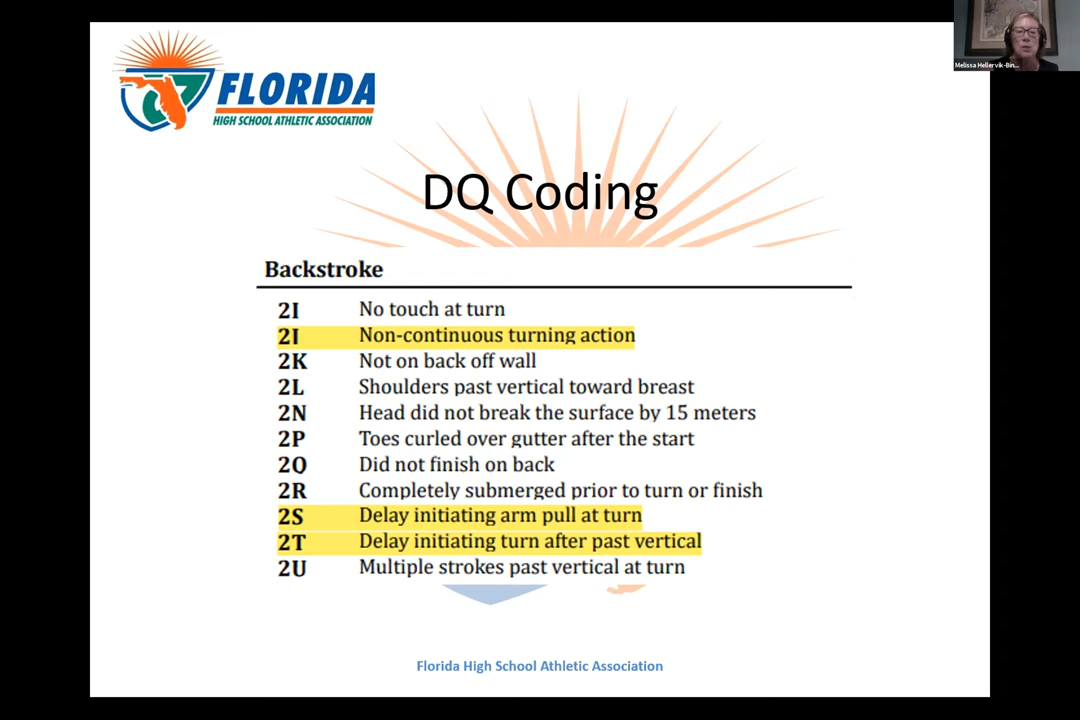 Melissa Hellervik-Bin...
FLORIDA
HIGH SCHOOL ATHLETIC ASSOCIATION
DQ Coding
Backstroke
2I No touch at turn
2J Non-continuous turning action
2K Not on back off wall
2L Shoulders past vertical toward breast
2N Head did not break the surface by 15 meters
2P Toes curled over gutter after the start
2Q Did not finish on back
2R Completely submerged prior to turn or finish
2S Delay initiating arm pull at turn
2T Delay initiating turn after past vertical
2U Multiple strokes past vertical at turn
Florida High School Athletic Association